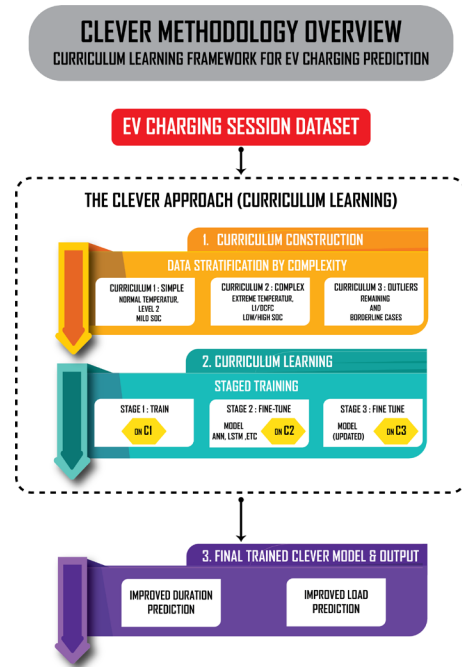 CLEVER METHODOLOGY OVERVIEW
CURRICULUM LEARNING FRAMEWORK FOR EV CHARGING PREDICTION
EV CHARGING SESSION DATASET
THE CLEVER APPROACH (CURRICULUM LEARNING)
1. CURRICULUM CONSTRUCTION
DATA STRATIFICATION BY COMPLEXITY
CURRICULUM 1 : SIMPLE
NORMAL TEMPERATUR,
LEVEL 2
MILD SOC
CURRICULUM 2 : COMPLEX
EXTREME TEMPERATUR,
L1/DCFC
LOW/HIGH SOC
CURRICULUM 3 : OUTLIERS
REMAINING
AND
BORDERLINE CASES
2. CURRICULUM LEARNING
STAGED TRAINING
STAGE 1 : TRAIN
ON C1
STAGE 2 : FINE-TUNE
MODEL
ANN, LSTM ,ETC
ON C2
STAGE 3 : FINE TUNE
MODEL
(UPDATED)
ON C3
3. FINAL TRAINED CLEVER MODEL & OUTPUT
IMPROVED DURATION
PREDICTION
IMPROVED LOAD
PREDICTION